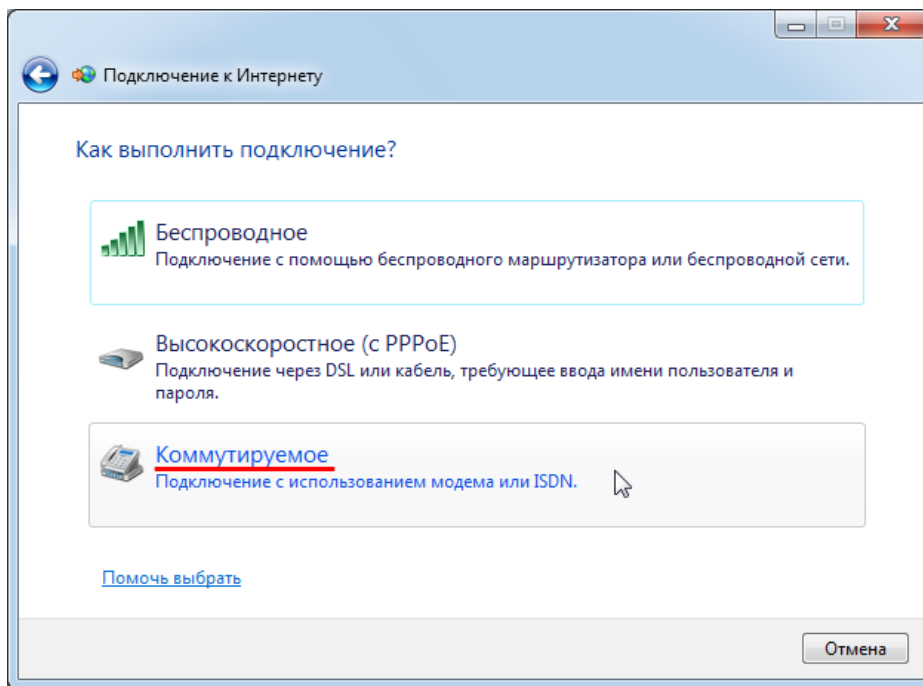 Подключение к Интернету
Как выполнить подключение?
Беспроводное
Подключение с помощью беспроводного маршрутизатора или беспроводной сети.
Высокоскоростное (с PPPoE)
Подключение через DSL или кабель, требующее ввода имени пользователя и
пароля.
Коммутируемое
Подключение с использованием модема или ISDN.
Помочь выбрать
Отмена